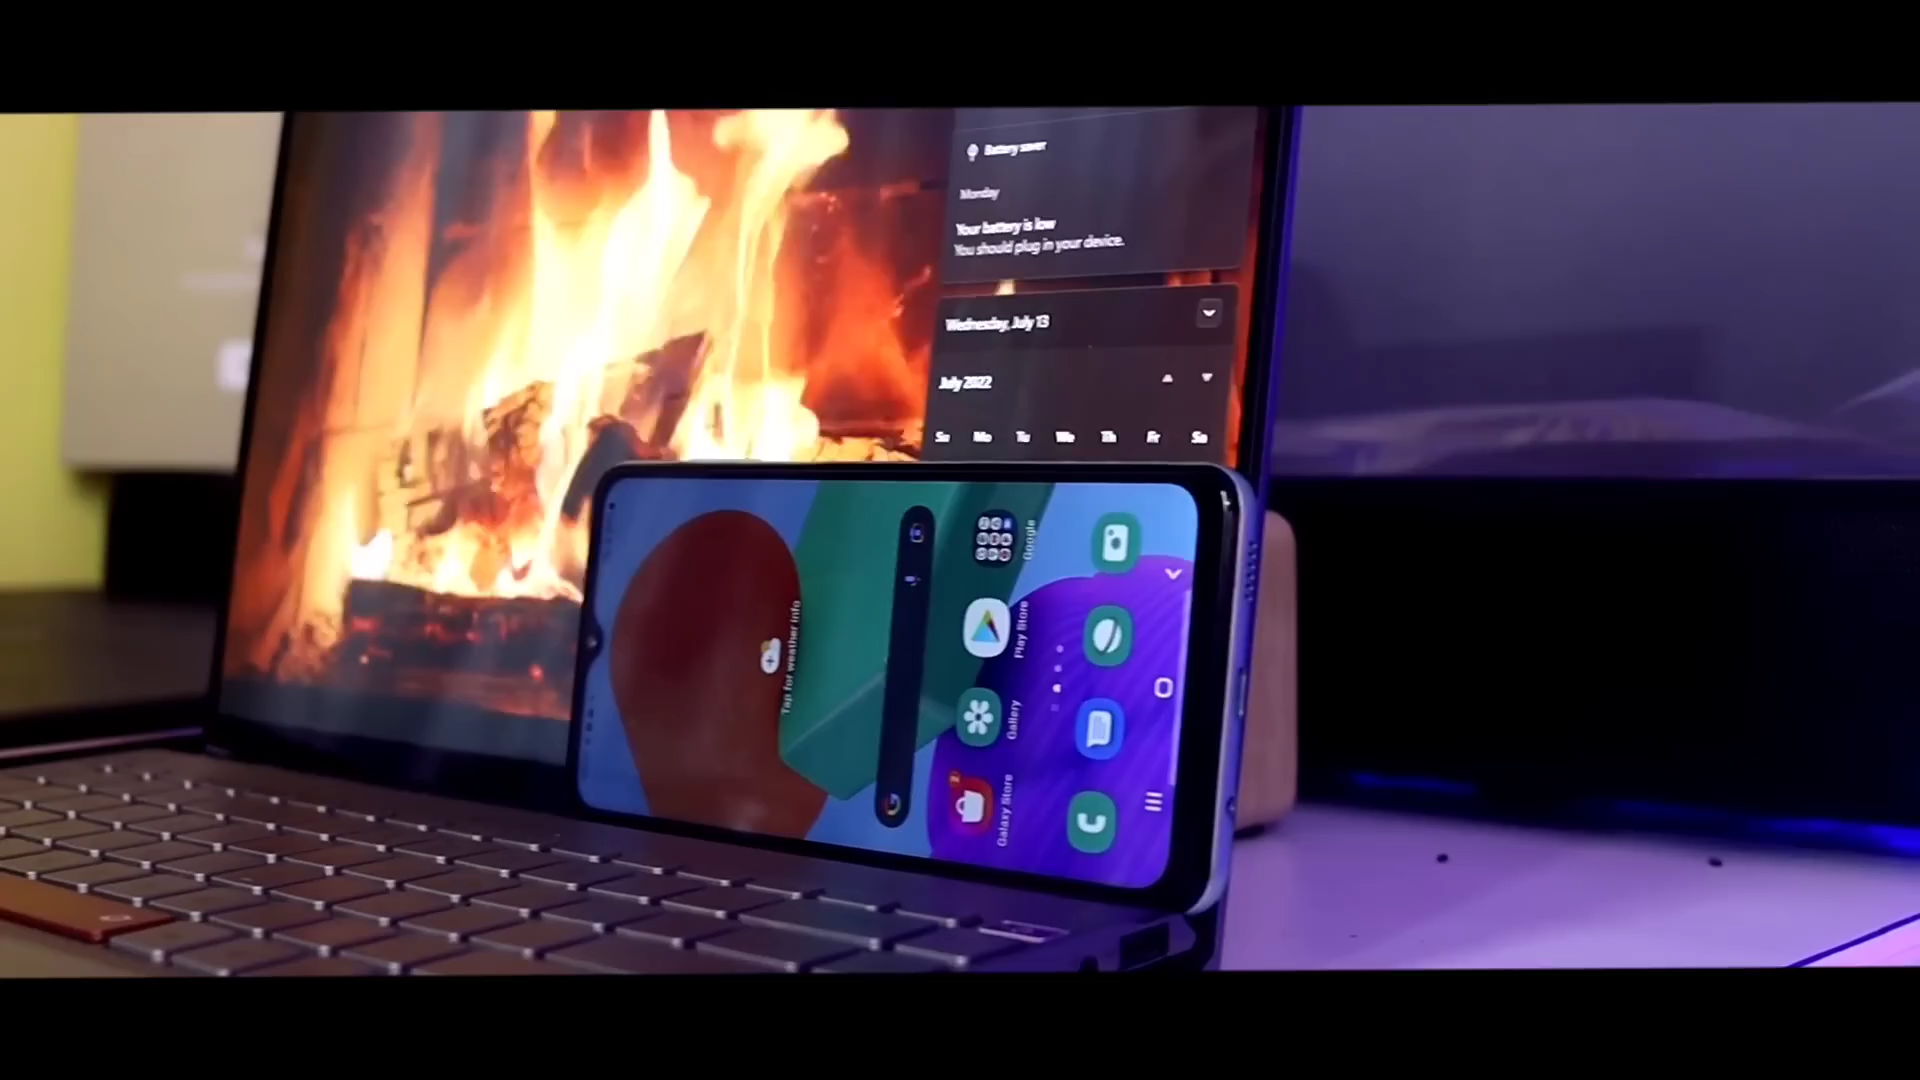 Battery saver
Monday
Your battery is low
You should plug in your device.
Wednesday, July 13
July 2022
Su Mo Tu We Th Fr Sa
Tap for weather info
Google
Play Store
Gallery
Galaxy Store